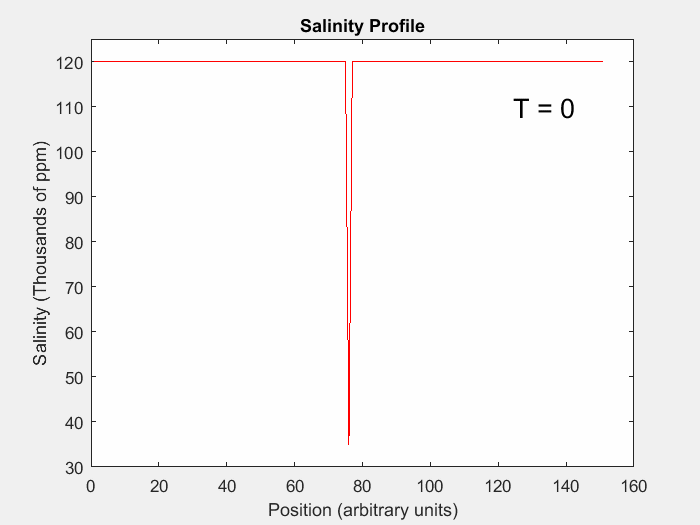 Salinity Profile
T = 0
120
110
100
90
80
70
60
50
40
30
Salinity (Thousands of ppm)
0 20 40 60 80 100 120 140 160
Position (arbitrary units)